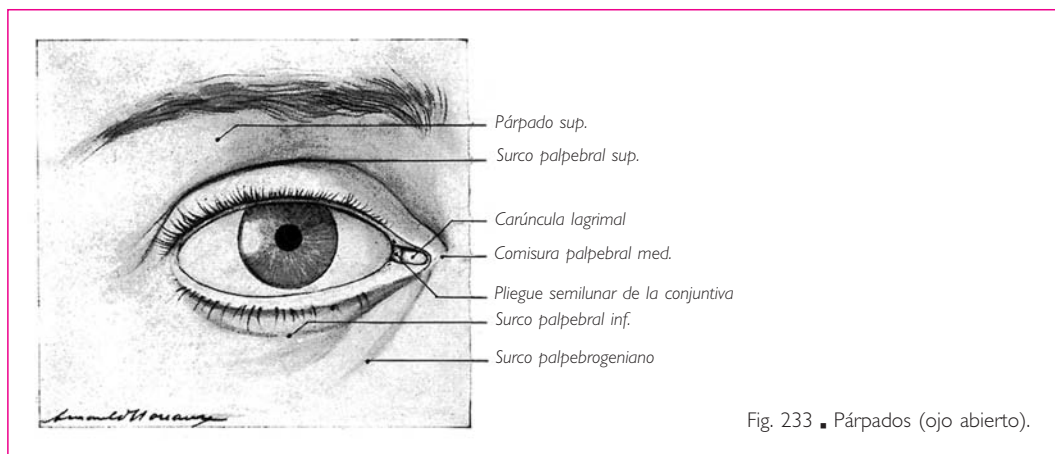 Párpado sup.
Surco palpebral sup.
Carúncula lagrimal
Comisura palpebral med.
Pliegue semilunar de la conjuntiva
Surco palpebral inf.
Surco palpebrogeniano
Fig. 233 ▪ Párpados (ojo abierto).